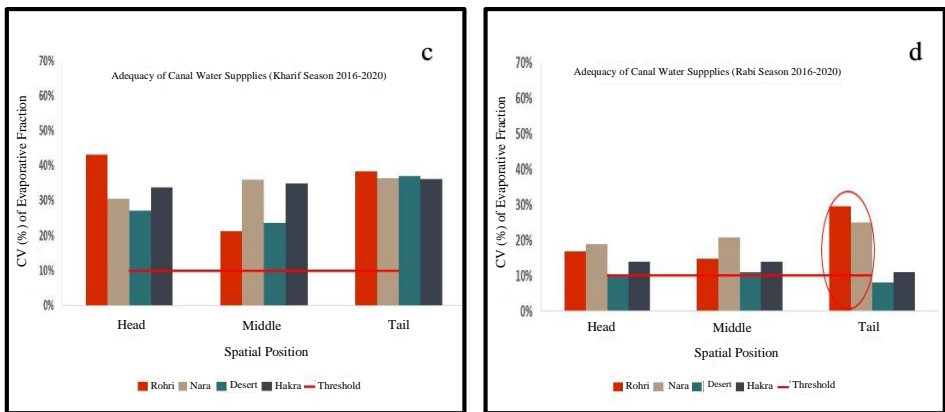 c
Adequacy of Canal Water Suppplies (Kharif Season 2016-2020)
70%
60%
50%
40%
30%
20%
10%
0%
CV (%) of Evaporative Fraction
Head Middle Tail
Spatial Position
Rohri Nara Desert Hakra Threshold
d
Adequacy of Canal Water Suppplies (Rabi Season 2016-2020)
70%
60%
50%
40%
30%
20%
10%
0%
CV (%) of Evaporative Fraction
Head Middle Tail
Spatial Position
Rohri Nara Desert Hakra Threshold